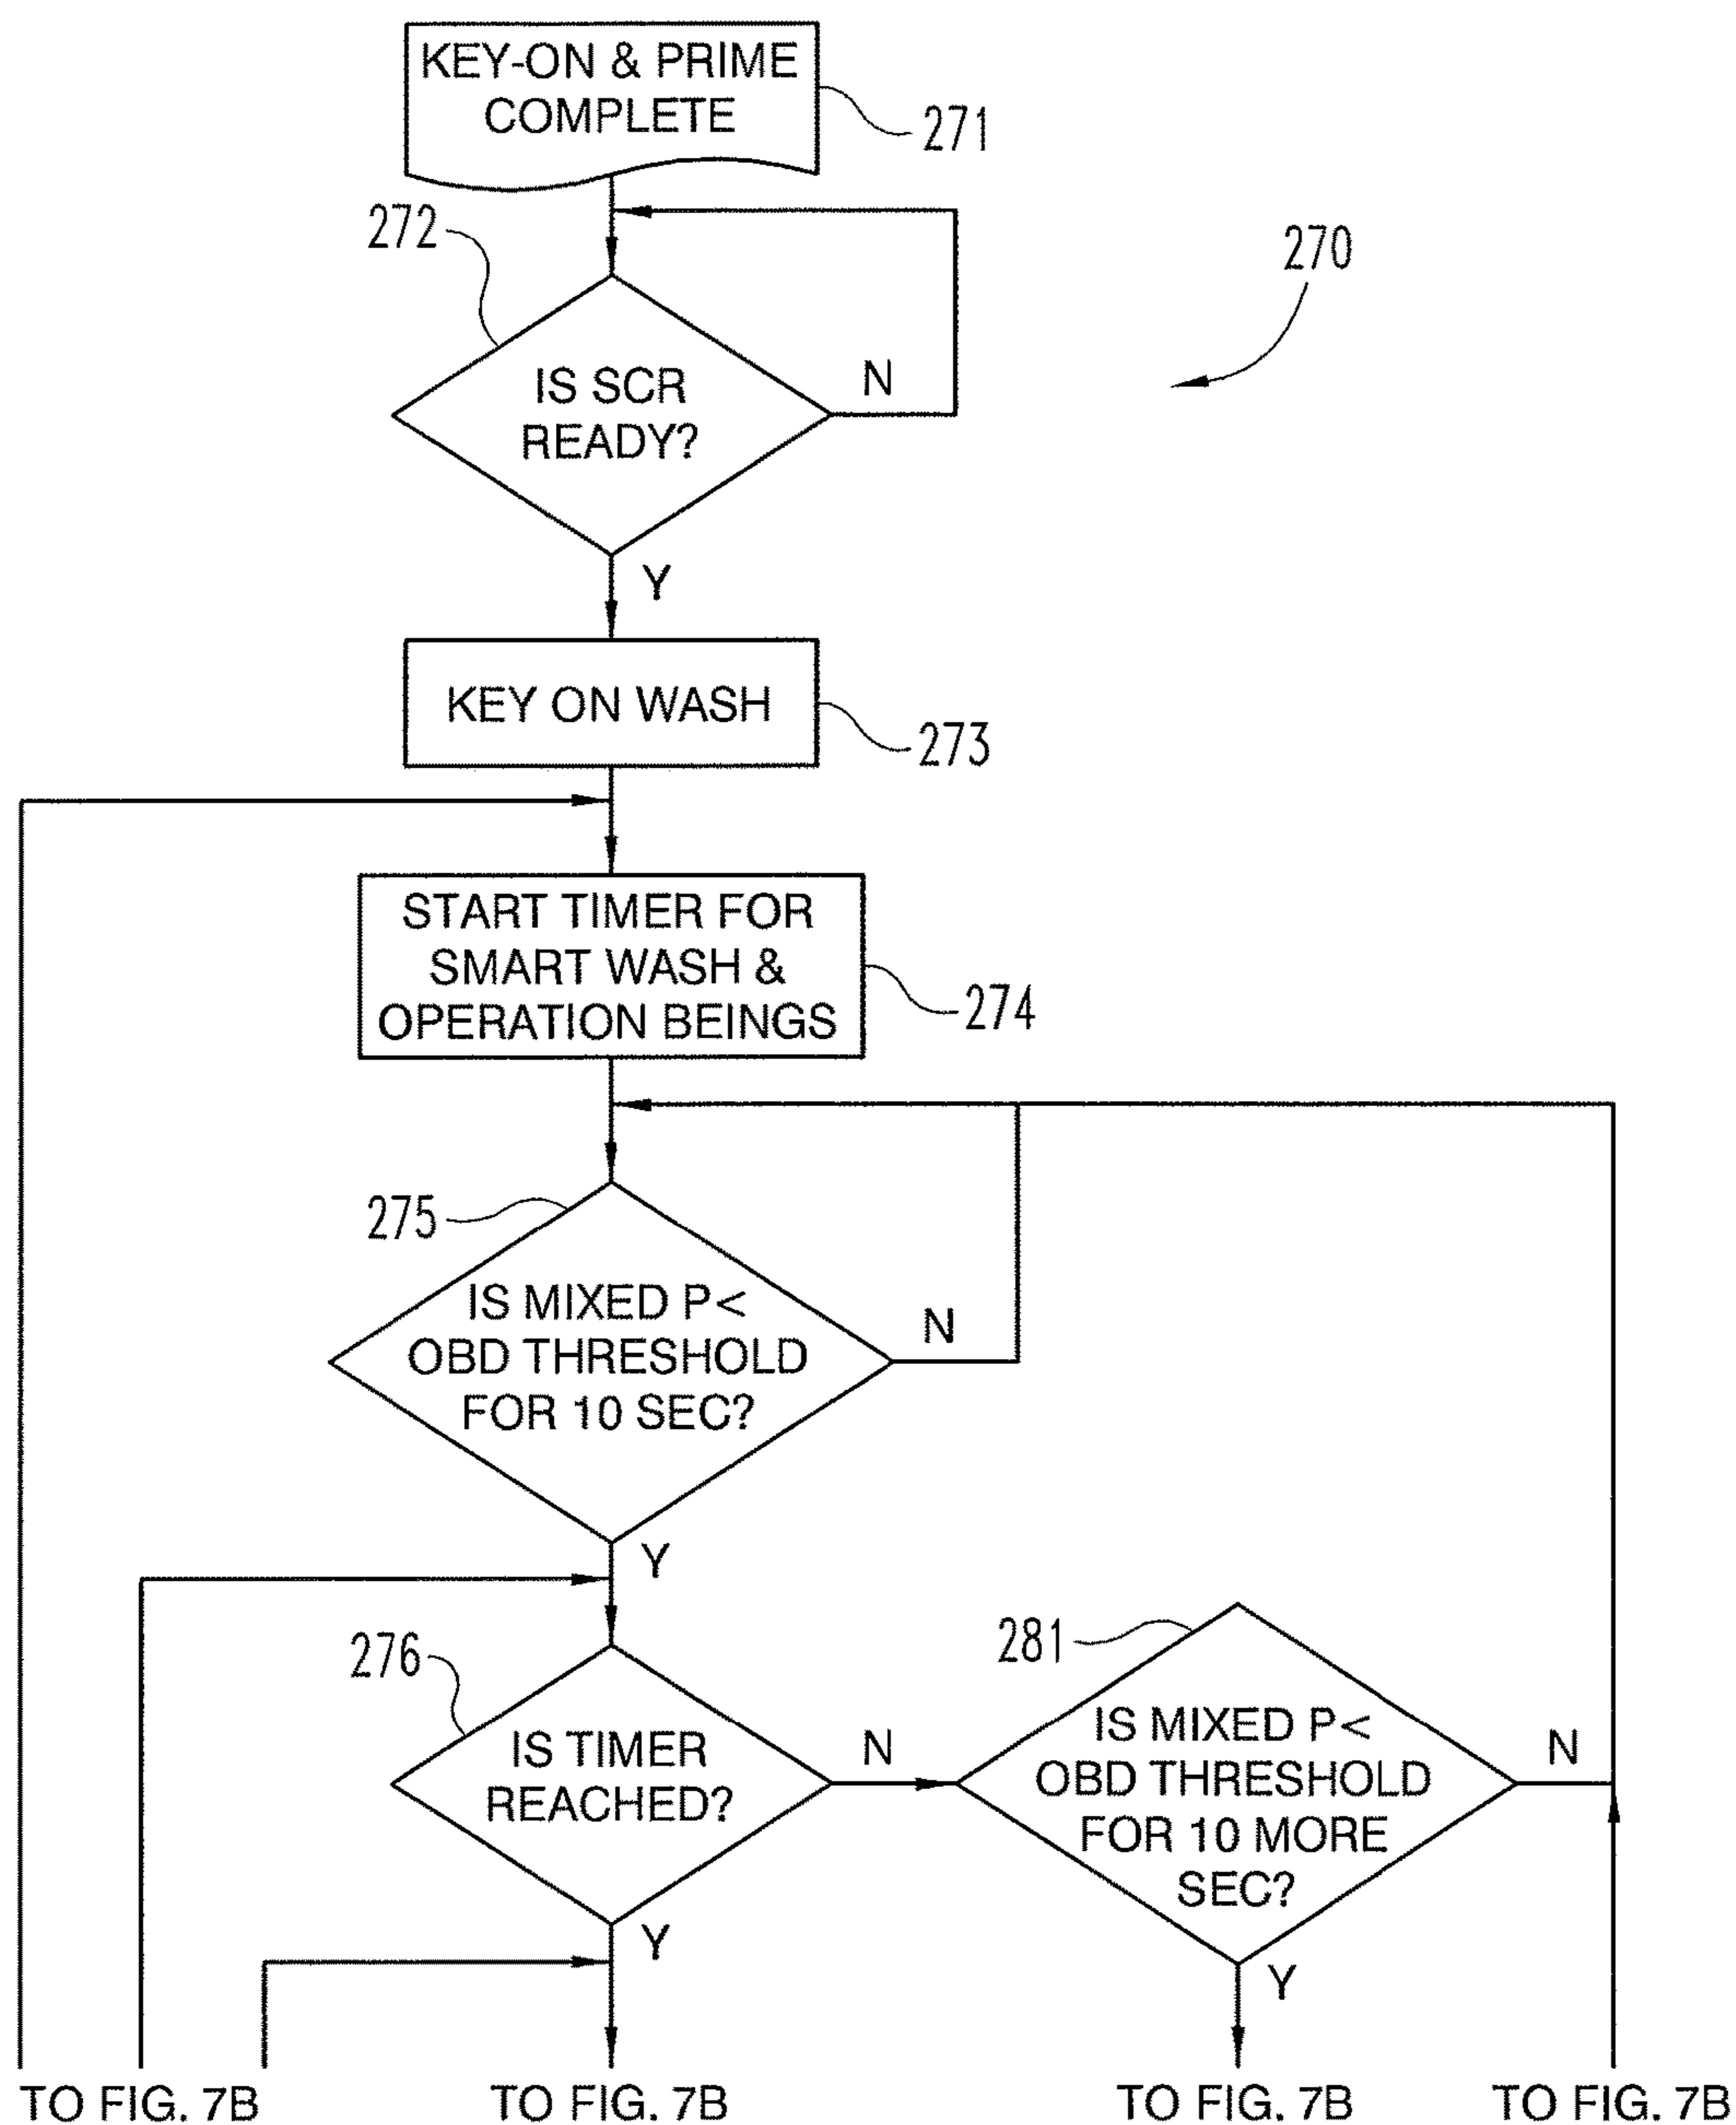 KEY-ON & PRIME
COMPLETE
271
272
270
IS SCR
READY?
N
Y
KEY ON WASH
273
START TIMER FOR
SMART WASH &
OPERATION BEINGS
274
275
IS MIXED P<
OBD THRESHOLD
FOR 10 SEC?
N
Y
276
IS TIMER
REACHED?
N
Y
281
IS MIXED P<
OBD THRESHOLD
FOR 10 MORE
SEC?
N
Y
TO FIG. 7B
TO FIG. 7B
TO FIG. 7B
TO FIG. 7B